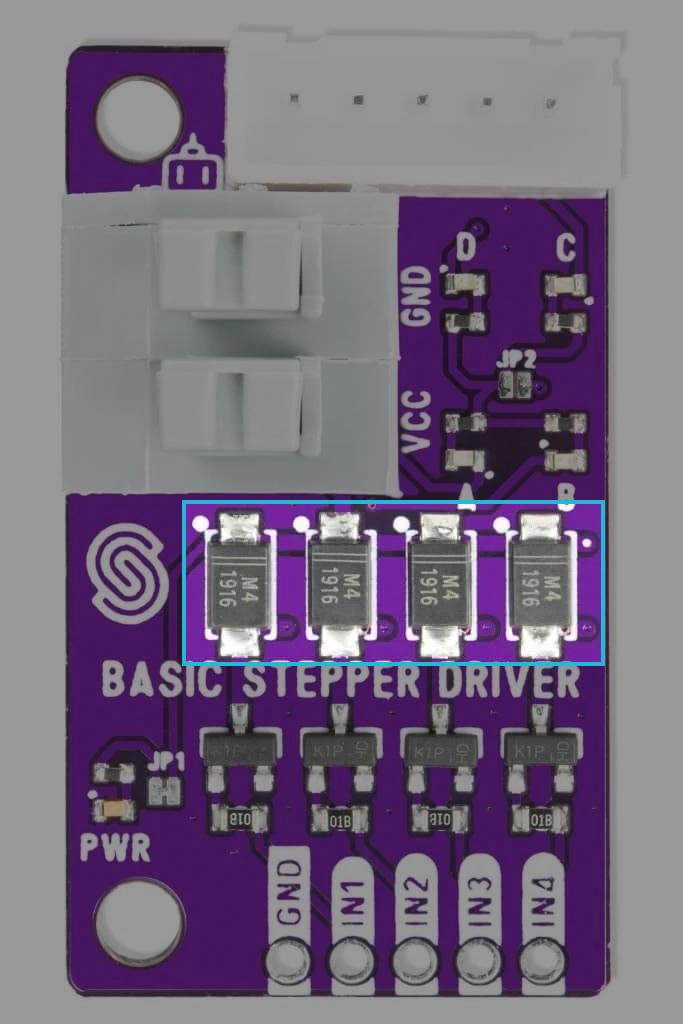 D C
GND
JP2
VCC
A B
M4 1916
M4 1916
M4 1916
M4 1916
BASIC STEPPER DRIVER
K1P K1P K1P K1P
JP1
01B 01B 01B 01B
PWR
GND IN1 IN2 IN3 IN4